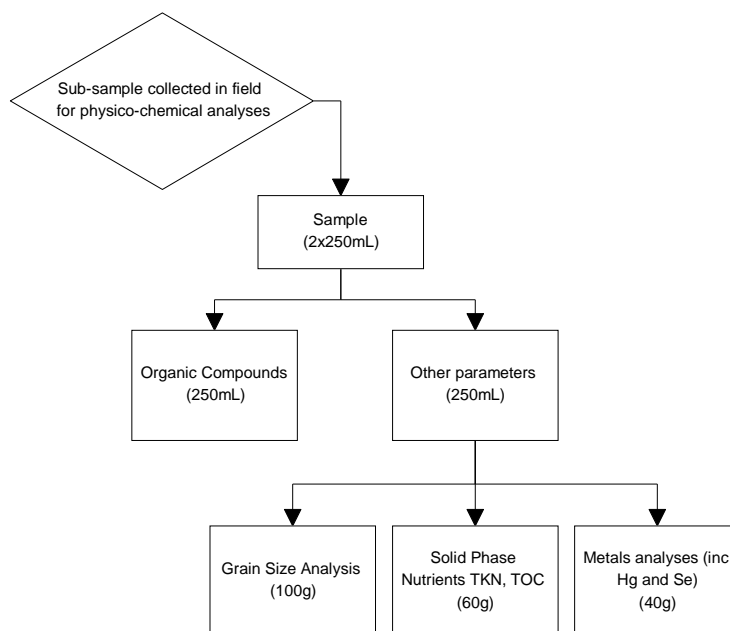 Sub-sample collected in field
for physico-chemical analyses
Sample
(2x250mL)
Organic Compounds
(250mL)
Other parameters
(250mL)
Grain Size Analysis
(100g)
Solid Phase
Nutrients TKN, TOC
(60g)
Metals analyses (inc
Hg and Se)
(40g)